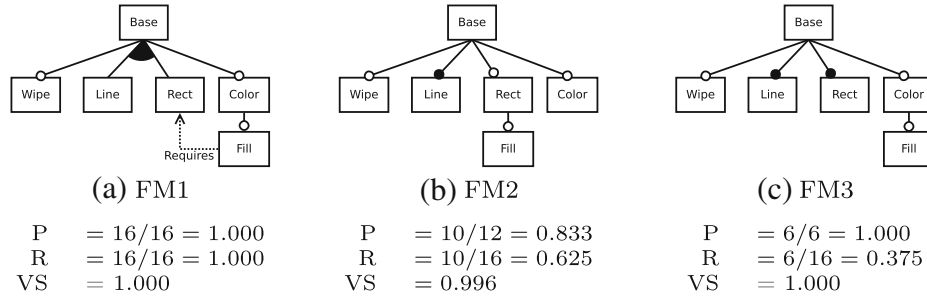 Base
Wipe Line Rect Color
Requires Fill
(a) FM1
P = 16/16 = 1.000
R = 16/16 = 1.000
VS = 1.000
Base
Wipe Line Rect Color
Fill
(b) FM2
P = 10/12 = 0.833
R = 10/16 = 0.625
VS = 0.996
Base
Wipe Line Rect Color
Fill
(c) FM3
P = 6/6 = 1.000
R = 6/16 = 0.375
VS = 1.000